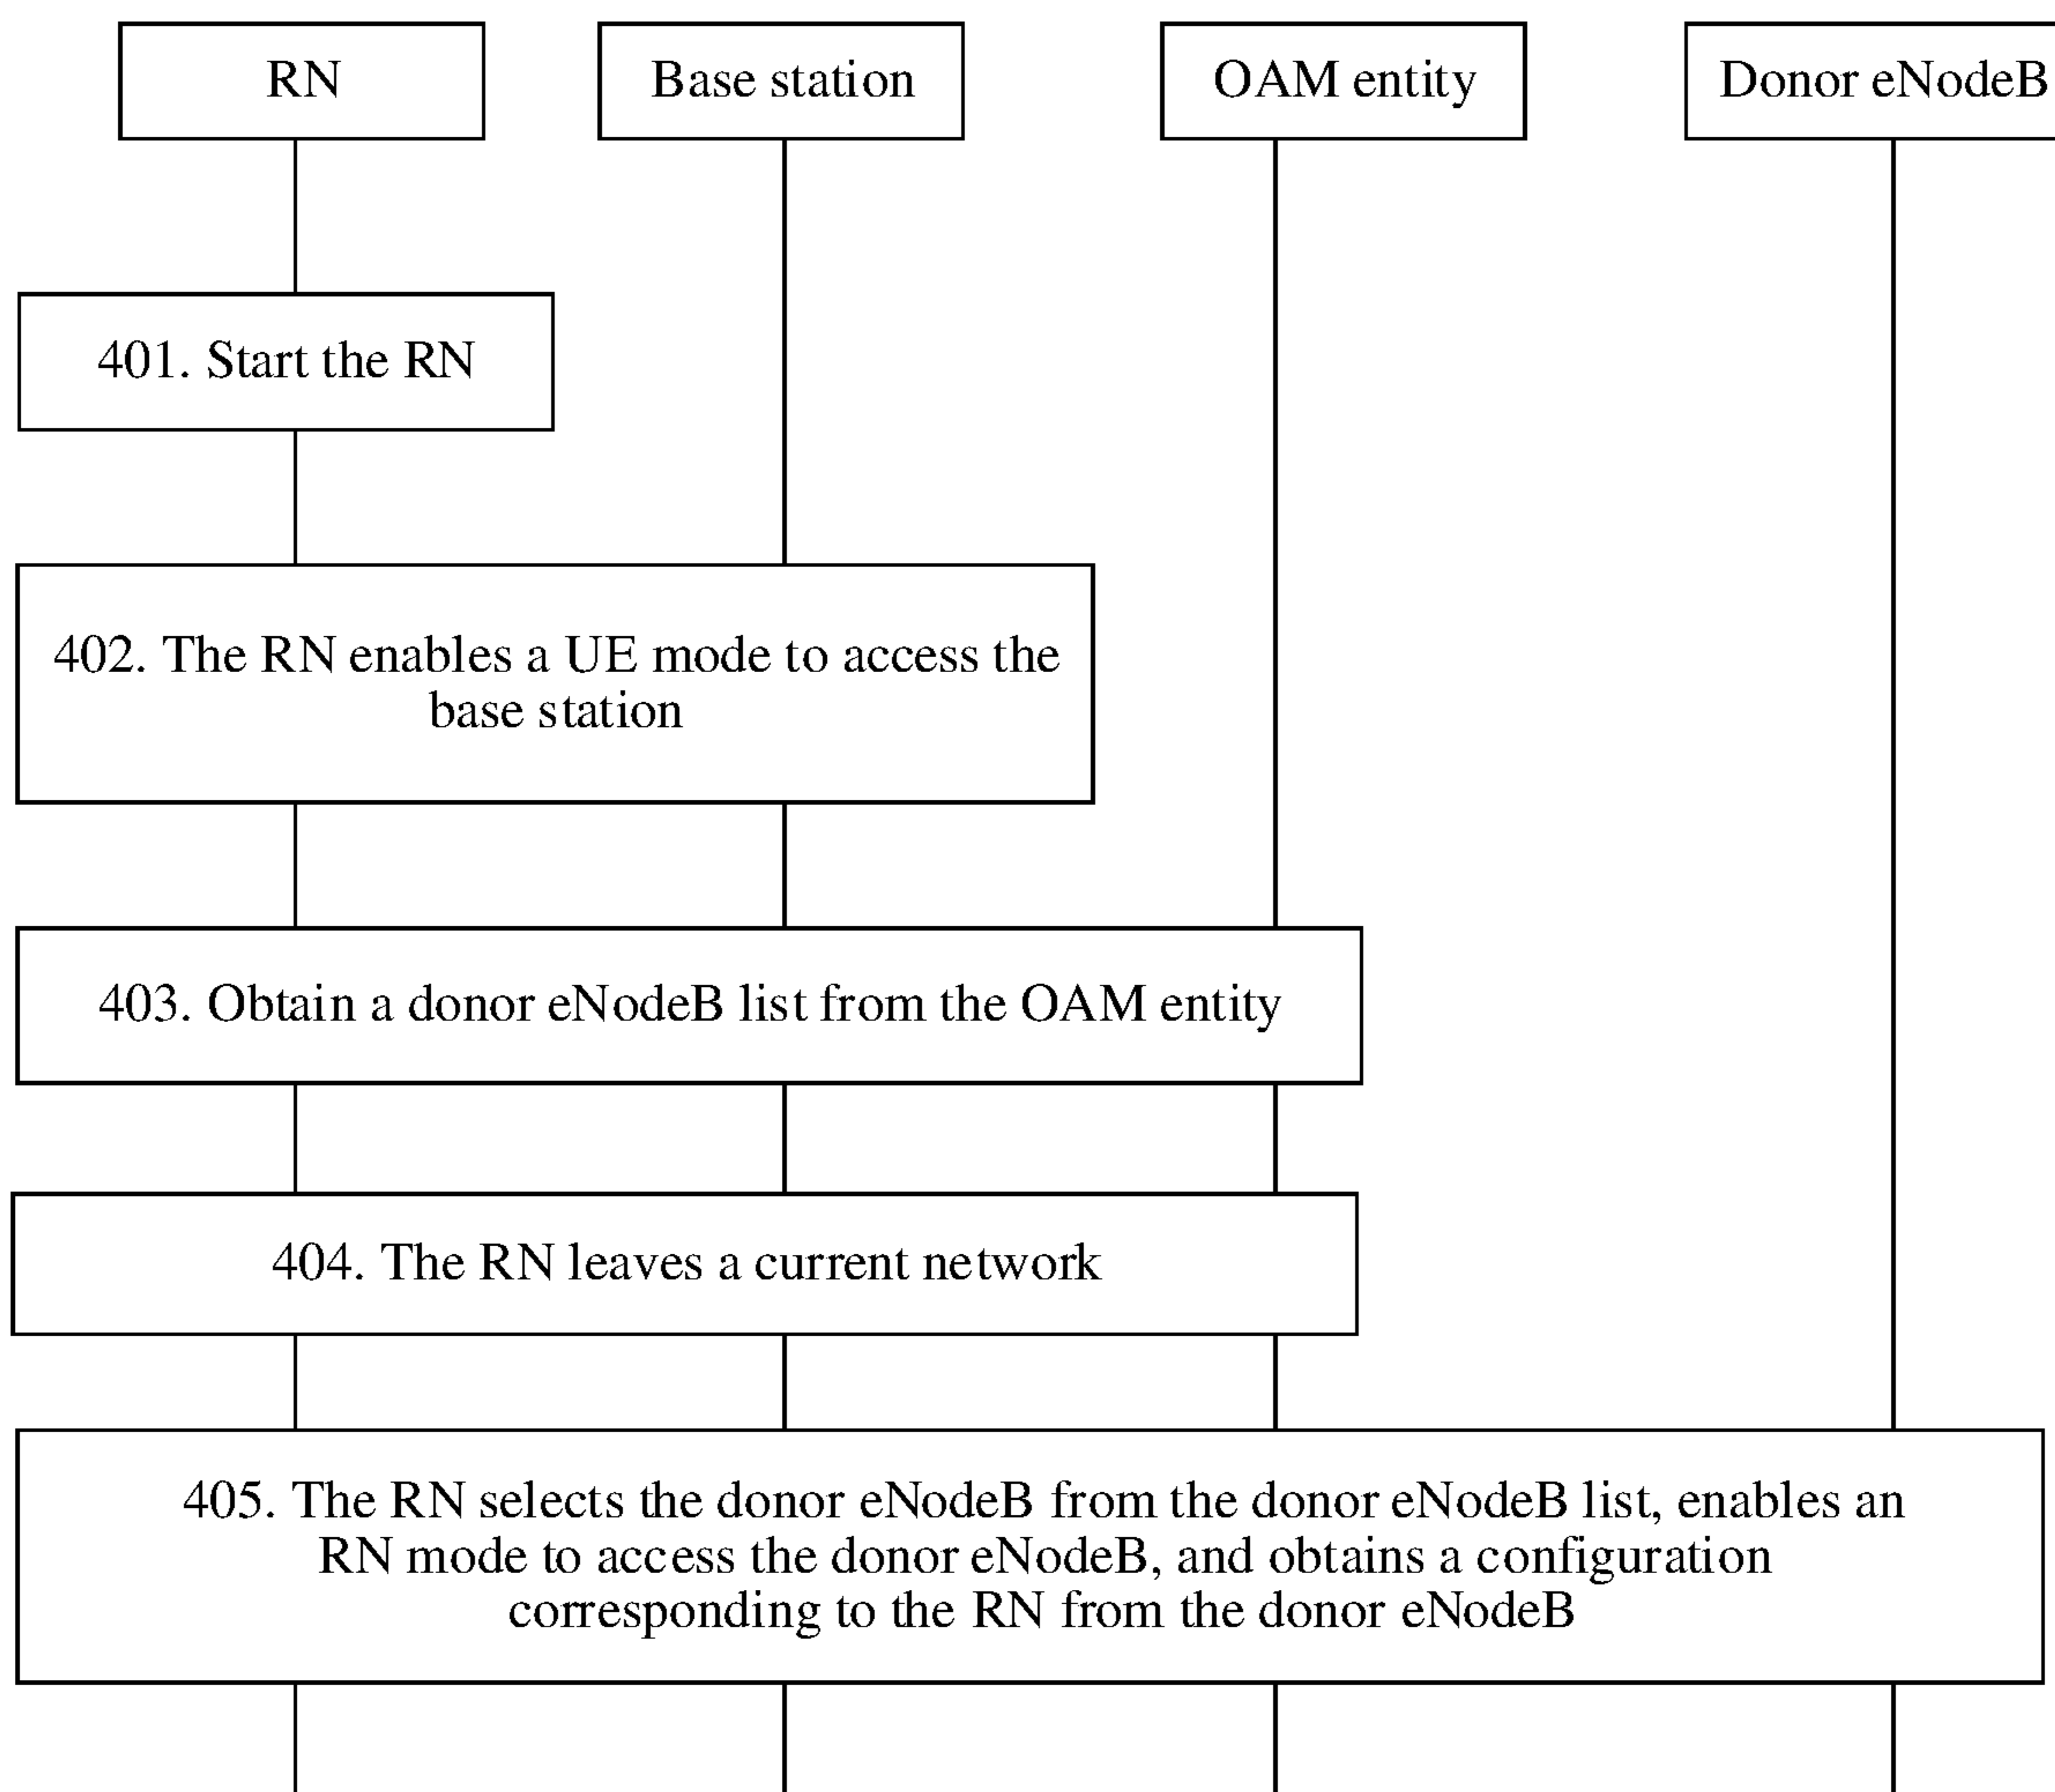 RN
Base station
OAM entity
Donor eNodeB
401. Start the RN
402. The RN enables a UE mode to access the
base station
403. Obtain a donor eNodeB list from the OAM entity
404. The RN leaves a current network
405. The RN selects the donor eNodeB from the donor eNodeB list, enables an
RN mode to access the donor eNodeB, and obtains a configuration
corresponding to the RN from the donor eNodeB